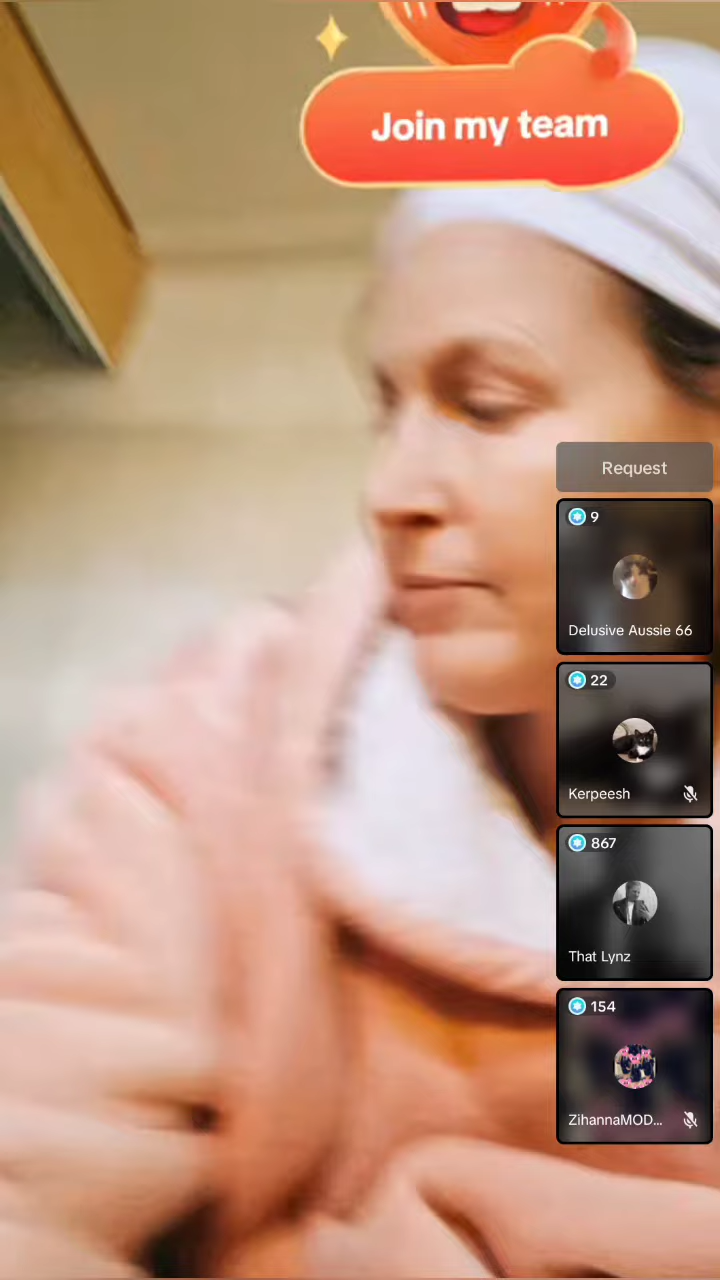 Join my team
Request
9
Delusive Aussie 66
22
Kerpeesh
867
That Lynz
154
ZihannaMOD...